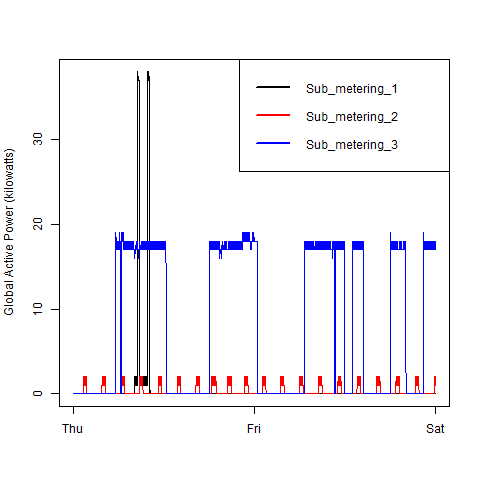 Sub_metering_1
Sub_metering_2
Sub_metering_3
Global Active Power (kilowatts)
30
20
10
0
Thu Fri Sat